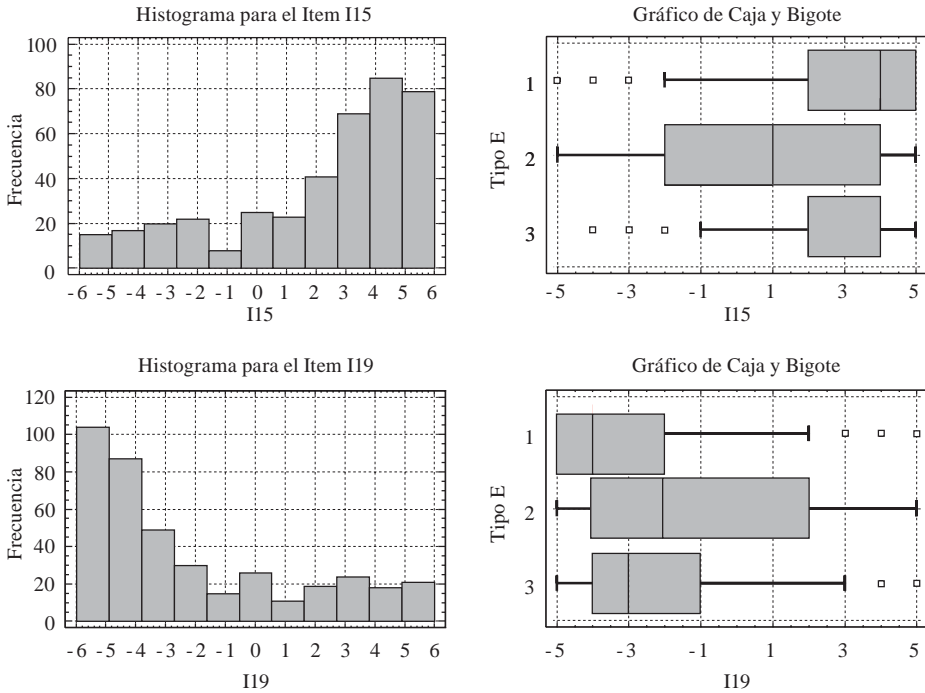 Histograma para el Item I15
Frecuencia
100
80
60
40
20
0
-6 -5 -4 -3 -2 -1 0 1 2 3 4 5 6
I15
Gráfico de Caja y Bigote
Tipo E
1
2
3
-5 -3 -1 1 3 5
I15
Histograma para el Item I19
Frecuencia
120
100
80
60
40
20
0
-6 -5 -4 -3 -2 -1 0 1 2 3 4 5 6
I19
Gráfico de Caja y Bigote
Tipo E
1
2
3
-5 -3 -1 1 3 5
I19